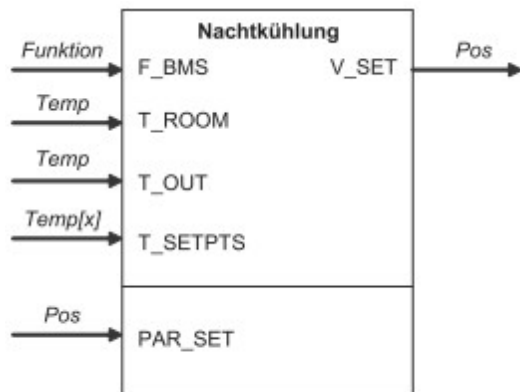 Nachtkühlung
Funktion F_BMS V_SET Pos
Temp T_ROOM
Temp T_OUT
Temp[x] T_SETPTS
Pos PAR_SET